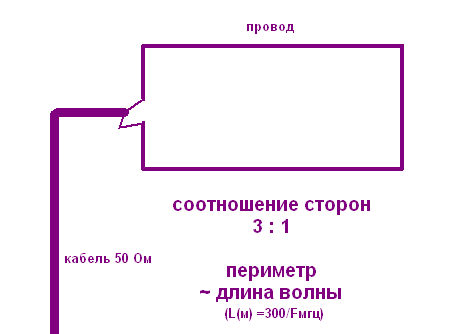 провод
соотношение сторон
3 : 1
кабель 50 Ом
периметр
~ длина волны
(L(м) =300/Fмгц)